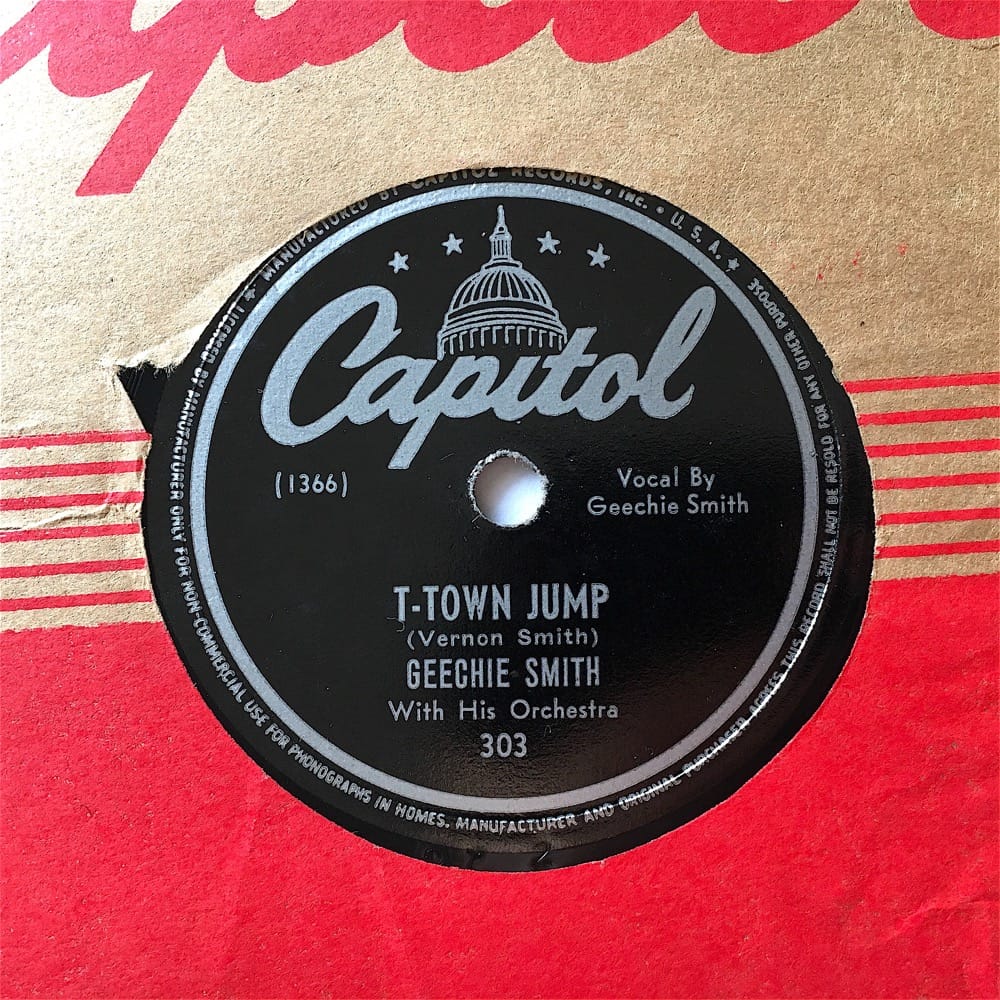 MANUFACTURED BY CAPITOL RECORDS, INC. • U. S. A. ★
Capitol
(1366)
Vocal By
Geechie Smith
T-TOWN JUMP
(Vernon Smith)
GEECHIE SMITH
With His Orchestra
303
LICENSED BY MANUFACTURER ONLY FOR NON-COMMERCIAL USE FOR PHONOGRAPHS IN HOMES. MANUFACTURER AND ORIGINAL PURCHASER AGREES THIS RECORD SHALL NOT BE RESOLD FOR ANY OTHER PURPOSE